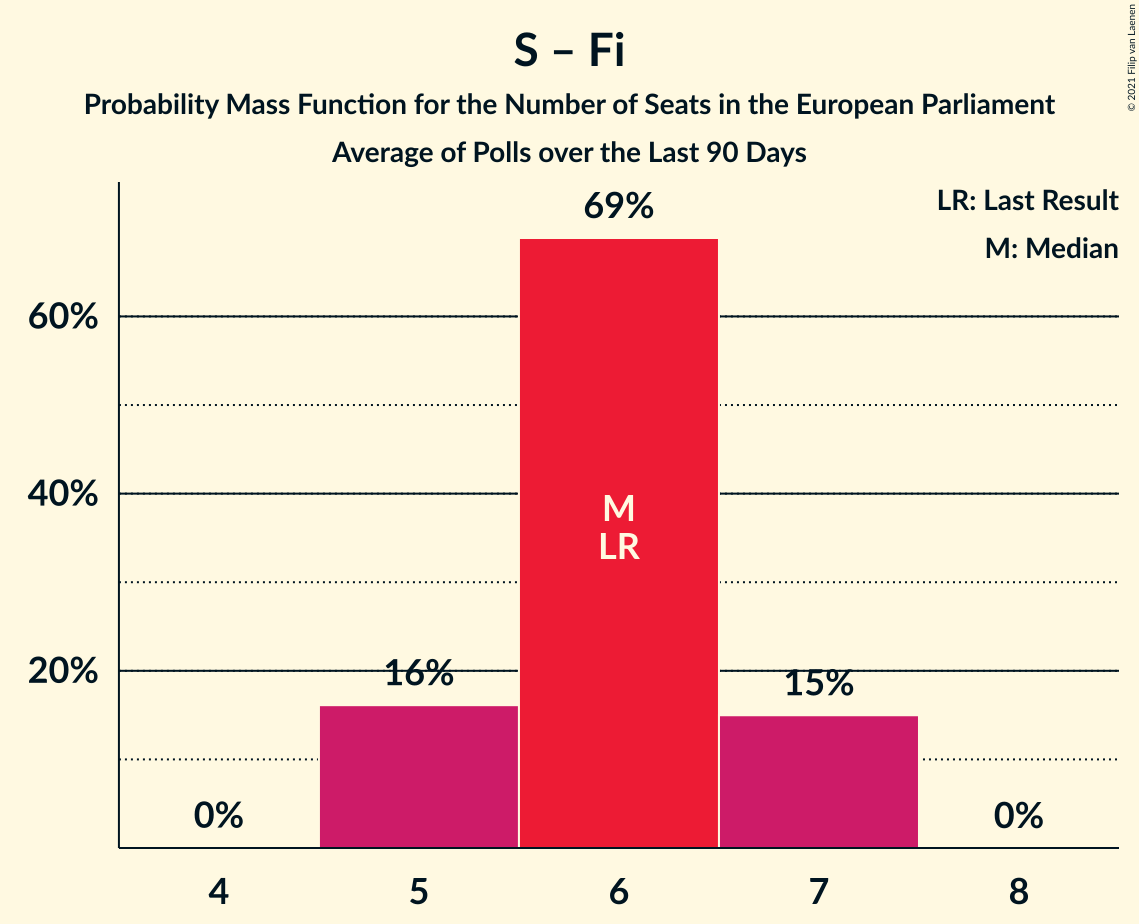 S – Fi
Probability Mass Function for the Number of Seats in the European Parliament
Average of Polls over the Last 90 Days
© 2021 Filip van Laenen
LR: Last Result
M: Median
69%
60%
40%
M
LR
20%
16%
15%
0%
0%
4 5 6 7 8